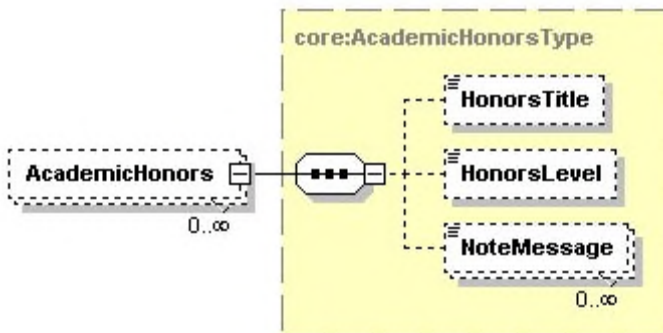 core:AcademicHonorsType
HonorsTitle
AcademicHonors
0..∞
HonorsLevel
NoteMessage
0..∞